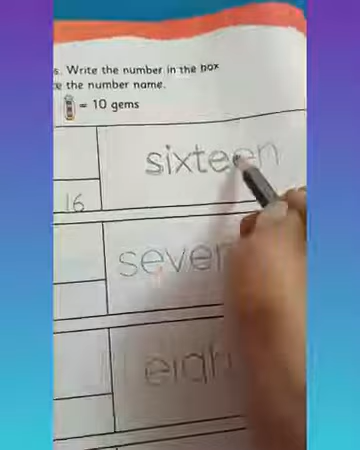 s. Write the number in the box
e the number name.
= 10 gems
sixteen
16
seven
eigh